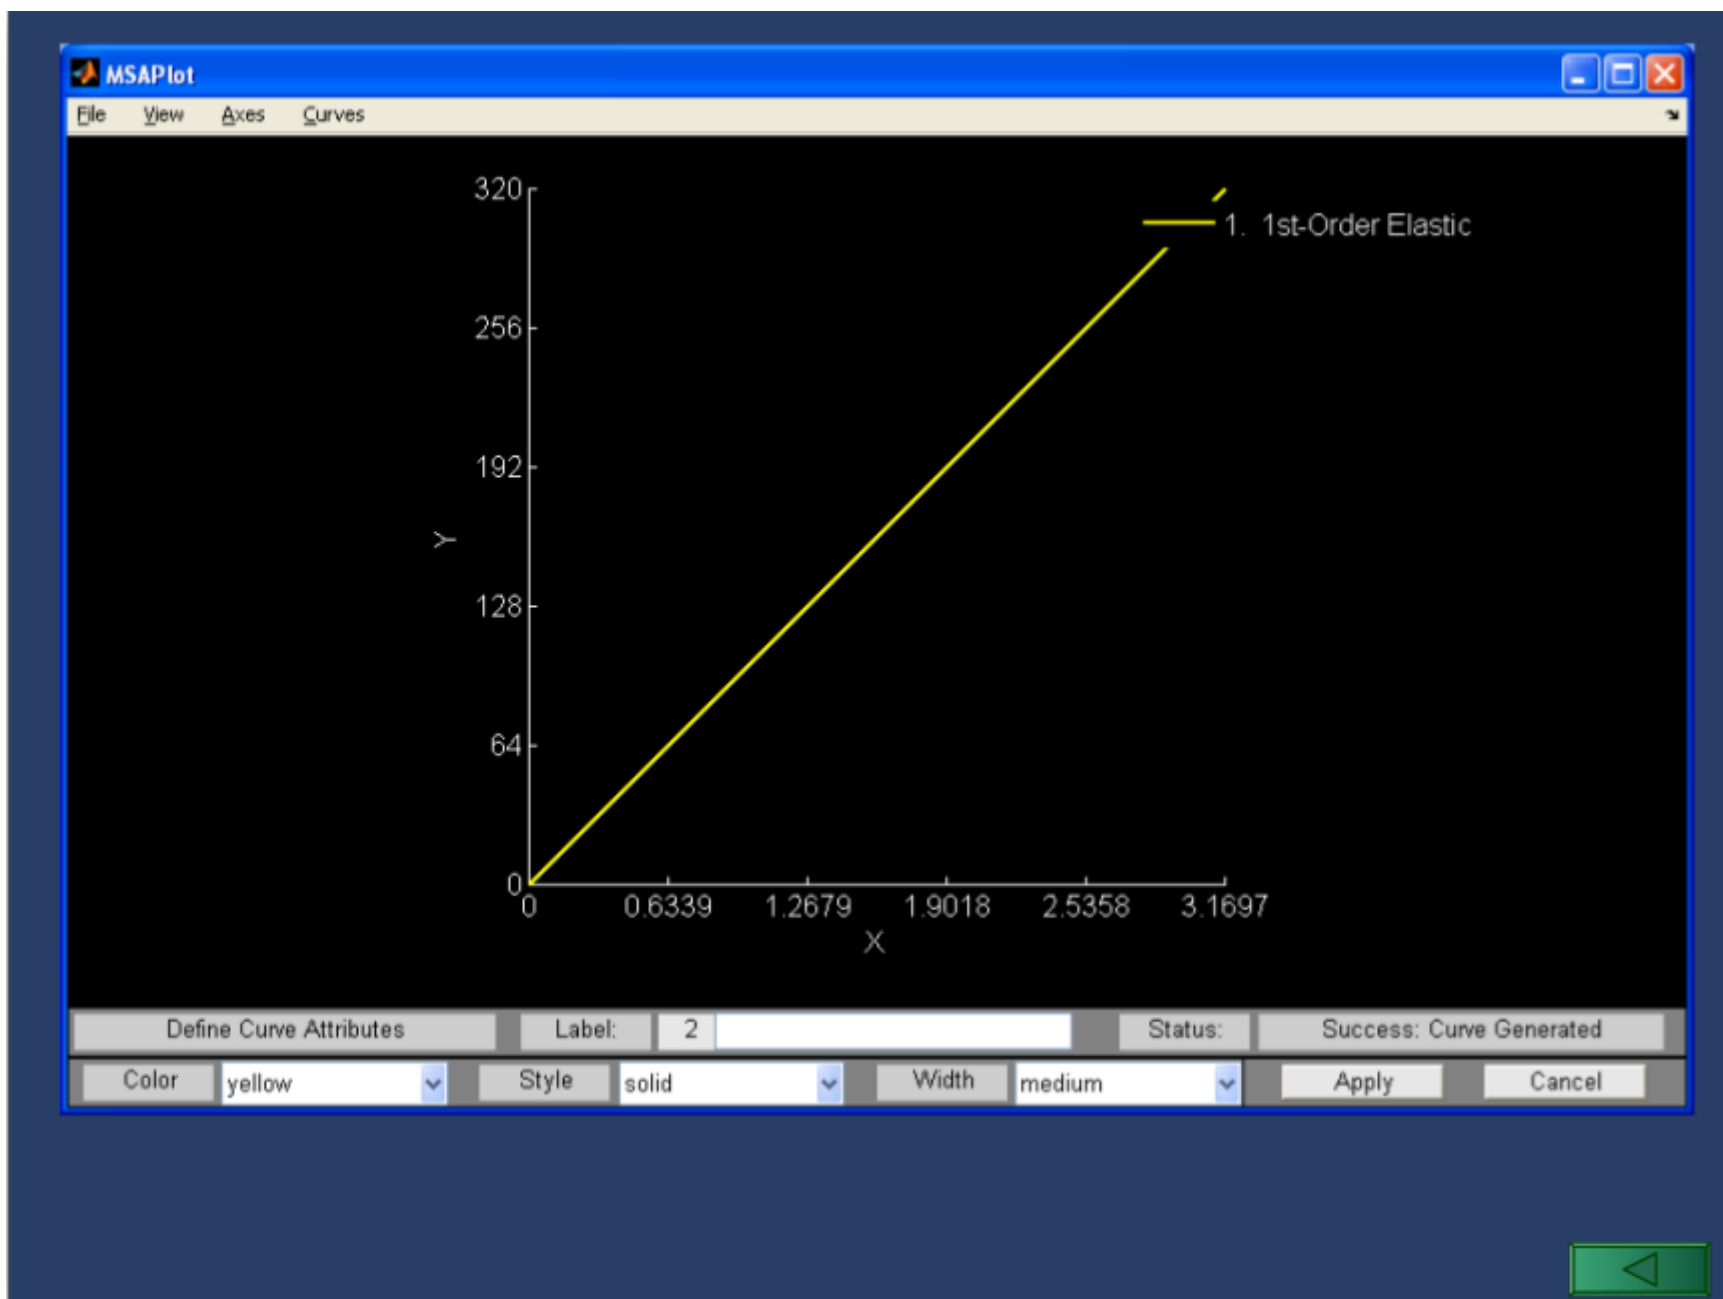 MSAPlot
File View Axes Curves
320
1. 1st-Order Elastic
256
192
Y
128
64
0
0 0.6339 1.2679 1.9018 2.5358 3.1697
X
Define Curve Attributes Label: 2 Status: Success: Curve Generated
Color yellow Style solid Width medium Apply Cancel